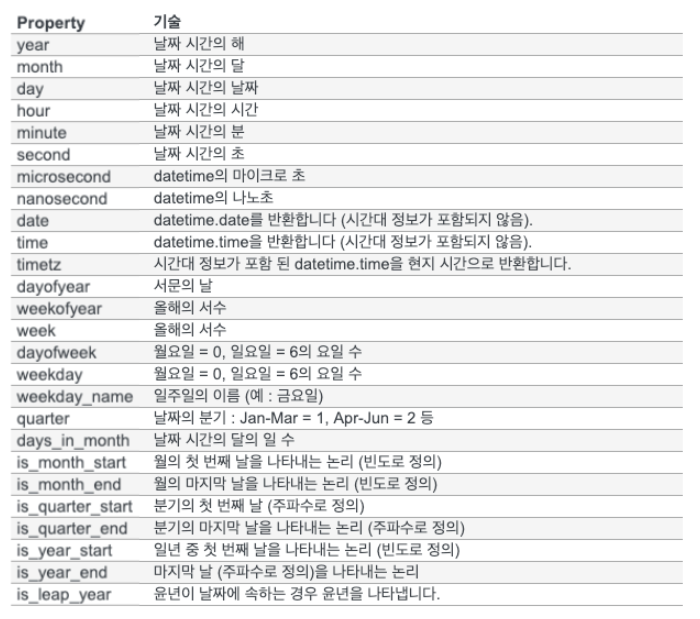 Property 기술
year 날짜 시간의 해
month 날짜 시간의 달
day 날짜 시간의 날짜
hour 날짜 시간의 시간
minute 날짜 시간의 분
second 날짜 시간의 초
microsecond datetime의 마이크로 초
nanosecond datetime의 나노초
date datetime.date를 반환합니다 (시간대 정보가 포함되지 않음).
time datetime.time을 반환합니다 (시간대 정보가 포함되지 않음).
timetz 시간대 정보가 포함 된 datetime.time을 현지 시간으로 반환합니다.
dayofyear 서문의 날
weekofyear 올해의 서수
week 올해의 서수
dayofweek 월요일 = 0, 일요일 = 6의 요일 수
weekday 월요일 = 0, 일요일 = 6의 요일 수
weekday_name 일주일의 이름 (예 : 금요일)
quarter 날짜의 분기 : Jan-Mar = 1, Apr-Jun = 2 등
days_in_month 날짜 시간의 달의 일 수
is_month_start 월의 첫 번째 날을 나타내는 논리 (빈도로 정의)
is_month_end 월의 마지막 날을 나타내는 논리 (빈도로 정의)
is_quarter_start 분기의 첫 번째 날 (주파수로 정의)
is_quarter_end 분기의 마지막 날을 나타내는 논리 (주파수로 정의)
is_year_start 일년 중 첫 번째 날을 나타내는 논리 (빈도로 정의)
is_year_end 마지막 날 (주파수로 정의)을 나타내는 논리
is_leap_year 윤년이 날짜에 속하는 경우 윤년을 나타냅니다.